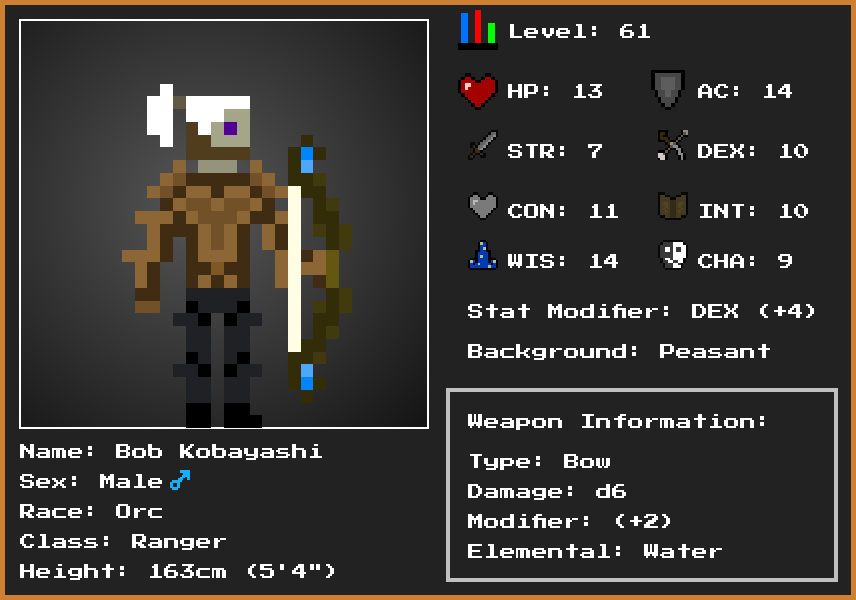 Level: 61
HP: 13
AC: 14
STR: 7
DEX: 10
CON: 11
INT: 10
WIS: 14
CHA: 9
Stat Modifier: DEX (+4)
Background: Peasant
Name: Bob Kobayashi
Sex: Male ♂
Race: Orc
Class: Ranger
Height: 163cm (5'4")
Weapon Information:
Type: Bow
Damage: d6
Modifier: (+2)
Elemental: Water